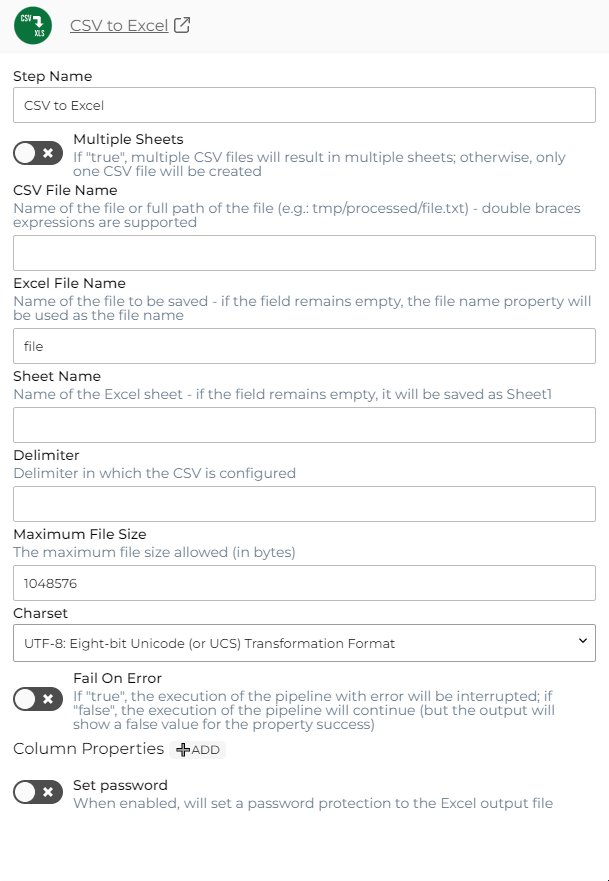 CSV
XLS
CSV to Excel
Step Name
CSV to Excel
Multiple Sheets
If "true", multiple CSV files will result in multiple sheets; otherwise, only
one CSV file will be created
CSV File Name
Name of the file or full path of the file (e.g.: tmp/processed/file.txt) - double braces
expressions are supported
Excel File Name
Name of the file to be saved - if the field remains empty, the file name property will
be used as the file name
file
Sheet Name
Name of the Excel sheet - if the field remains empty, it will be saved as Sheet1
Delimiter
Delimiter in which the CSV is configured
Maximum File Size
The maximum file size allowed (in bytes)
1048576
Charset
UTF-8: Eight-bit Unicode (or UCS) Transformation Format
Fail On Error
If "true", the execution of the pipeline with error will be interrupted; if
"false", the execution of the pipeline will continue (but the output will
show a false value for the property success)
Column Properties ADD
Set password
When enabled, will set a password protection to the Excel output file